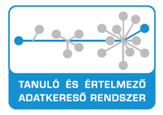 TANULÓ ÉS ÉRTELMEZŐ
ADATKERESŐ RENDSZER